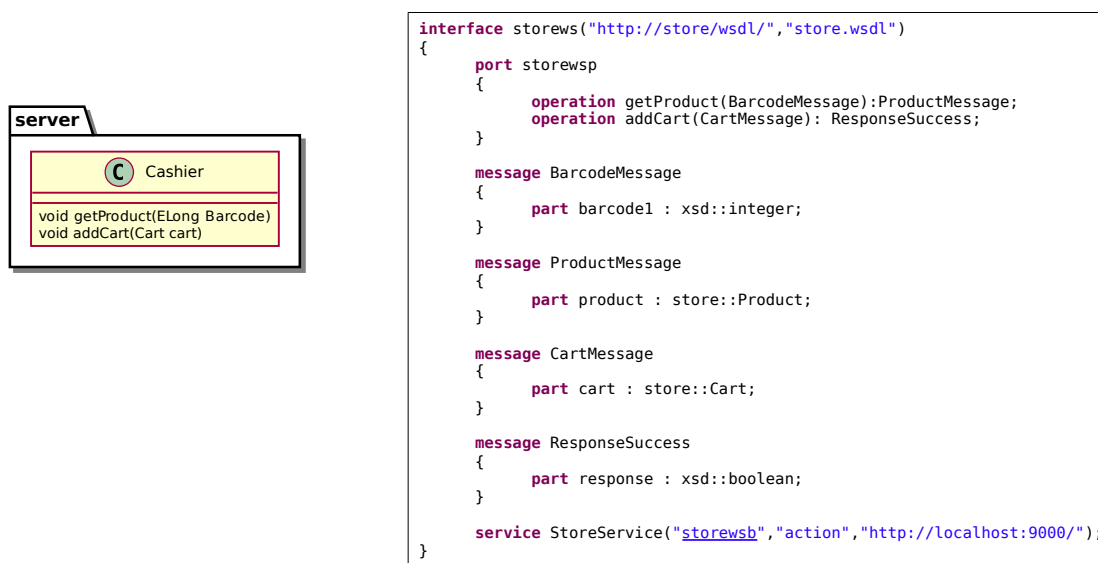 server
C Cashier
void getProduct(ELong Barcode)
void addCart(Cart cart)
interface storews("http://store/wsdl/","store.wsdl")
{
port storewsp
{
operation getProduct(BarcodeMessage):ProductMessage;
operation addCart(CartMessage): ResponseSuccess;
}
message BarcodeMessage
{
part barcode1 : xsd::integer;
}
message ProductMessage
{
part product : store::Product;
}
message CartMessage
{
part cart : store::Cart;
}
message ResponseSuccess
{
part response : xsd::boolean;
}
service StoreService("storewsb","action","http://localhost:9000/");
}